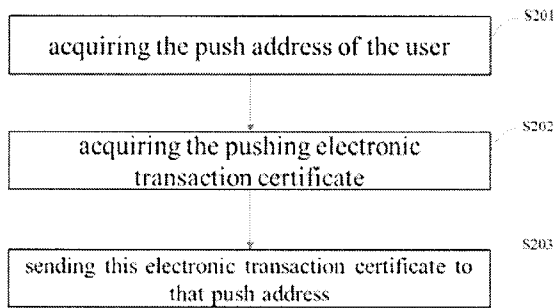 S201
acquiring the push address of the user
S202
acquiring the pushing electronic
transaction certificate
S203
sending this electronic transaction certificate to
that push address